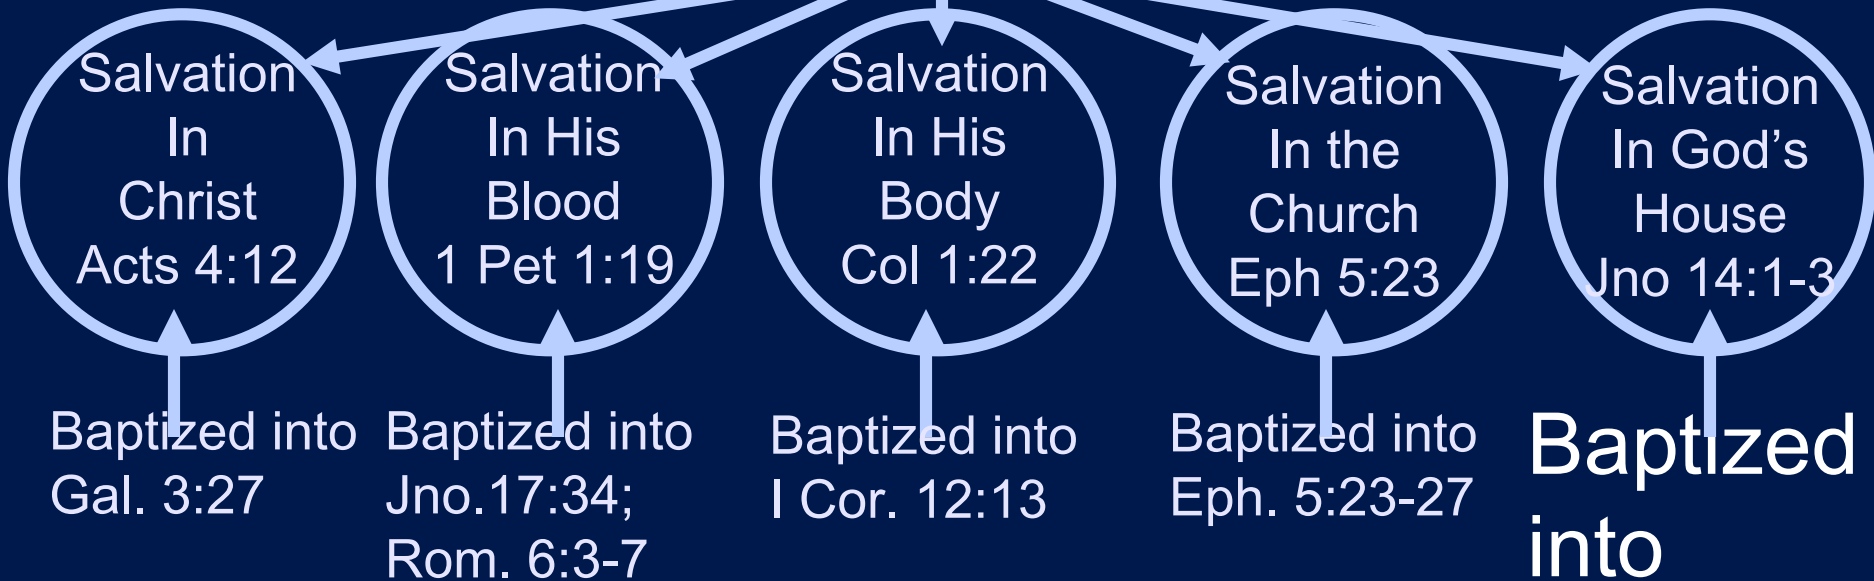 Salvation
In
Christ
Acts 4:12
Salvation
In His
Blood
1 Pet 1:19
Salvation
In His
Body
Col 1:22
Salvation
In the
Church
Eph 5:23
Salvation
In God’s
House
Jno 14:1-3
Baptized into
Gal. 3:27
Baptized into
Jno.17:34;
Rom. 6:3-7
Baptized into
I Cor. 12:13
Baptized into
Eph. 5:23-27
Baptized
into